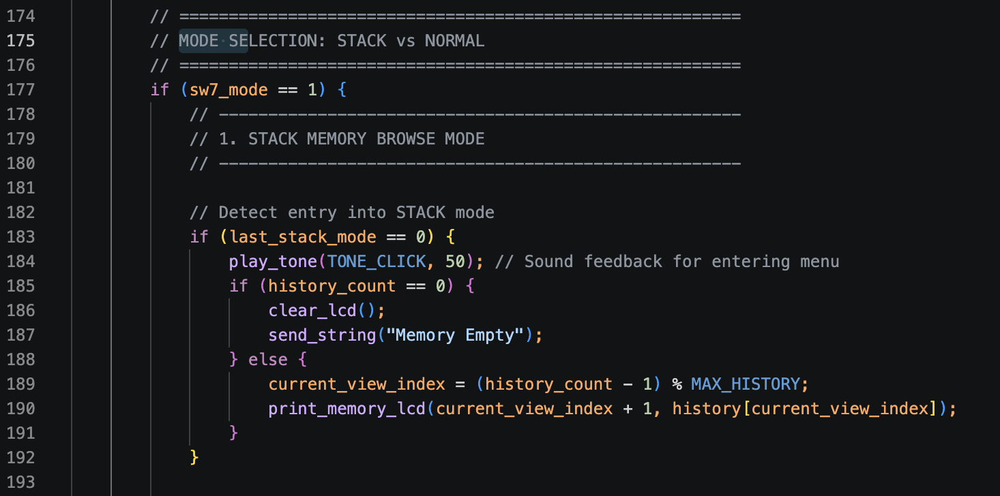 174 // =========================================================
175 // MODE SELECTION: STACK vs NORMAL
176 // =========================================================
177 if (sw7_mode == 1) {
178 // -----------------------------------------------------
179 // 1. STACK MEMORY BROWSE MODE
180 // -----------------------------------------------------
181
182 // Detect entry into STACK mode
183 if (last_stack_mode == 0) {
184 play_tone(TONE_CLICK, 50); // Sound feedback for entering menu
185 if (history_count == 0) {
186 clear_lcd();
187 send_string("Memory Empty");
188 } else {
189 current_view_index = (history_count - 1) % MAX_HISTORY;
190 print_memory_lcd(current_view_index + 1, history[current_view_index]);
191 }
192 }
193